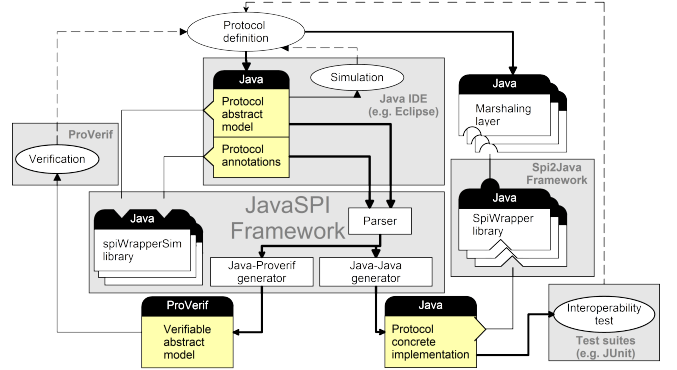 Protocol
definition
Java
Protocol
abstract
model
Protocol
annotations
Simulation
Java IDE
(e.g. Eclipse)
Java
Marshaling
layer
ProVerif
Verification
Spi2Java
Framework
Java
SpiWrapper
library
JavaSPI
Framework
Java
spiWrapperSim
library
Parser
Java-Proverif
generator
Java-Java
generator
ProVerif
Verifiable
abstract
model
Java
Protocol
concrete
implementation
Interoperability
test
Test suites
(e.g. JUnit)